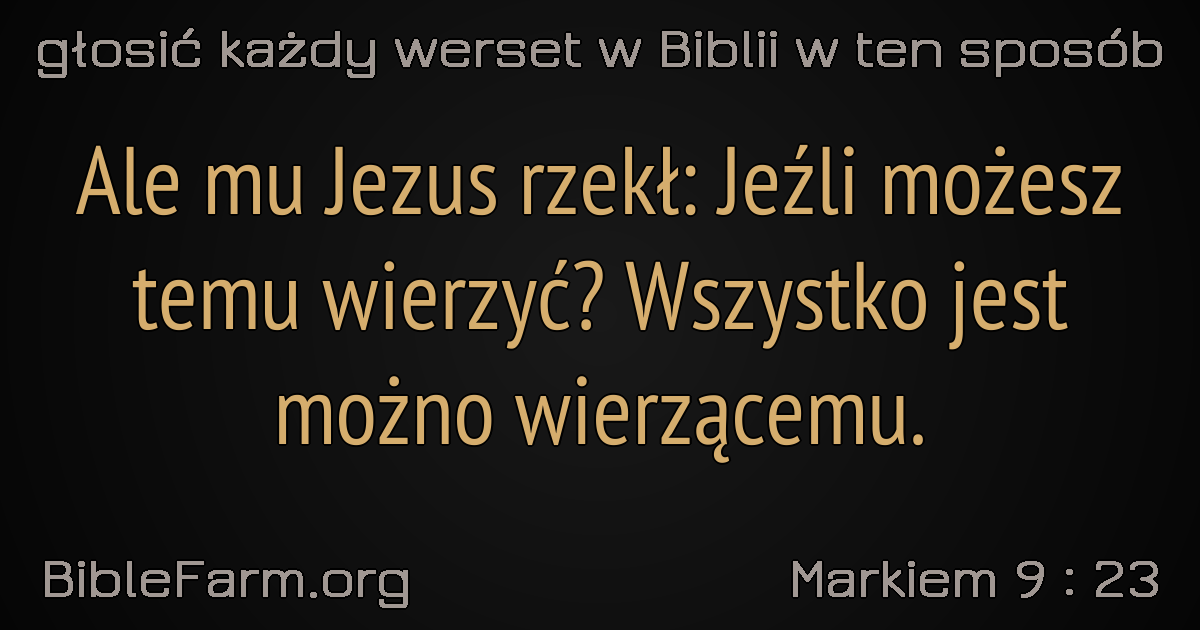 głosić każdy werset w Biblii w ten sposób
Ale mu Jezus rzekł: Jeźli możesz
temu wierzyć? Wszystko jest
możno wierzącemu.
BibleFarm.org
Markiem 9 : 23